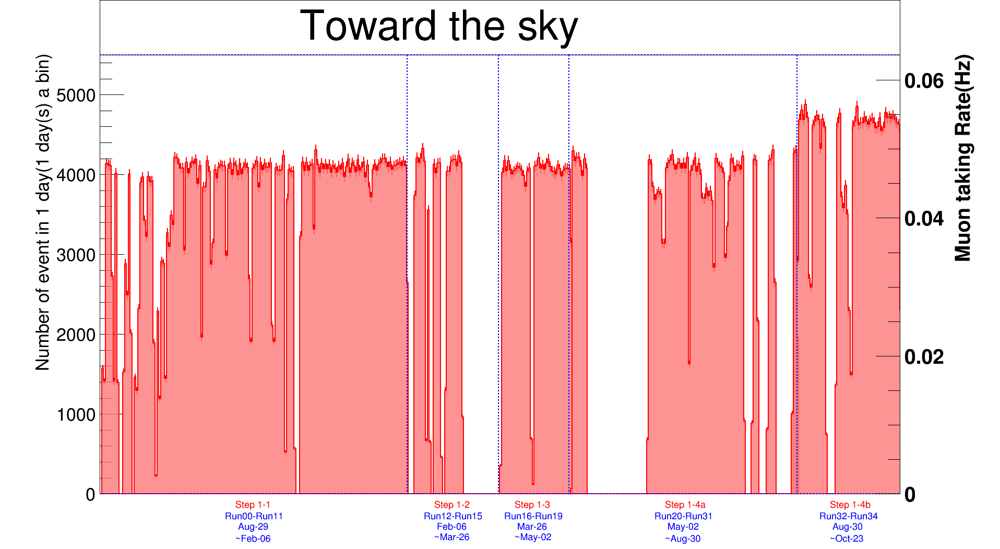 Toward the sky
Number of event in 1 day(1 day(s) a bin)
5000
4000
3000
2000
1000
0
0.06
0.04
0.02
0
Muon taking Rate(Hz)
Step 1-1
Run00-Run11
Aug-29
~Feb-06
Step 1-2
Run12-Run15
Feb-06
~Mar-26
Step 1-3
Run16-Run19
Mar-26
~May-02
Step 1-4a
Run20-Run31
May-02
~Aug-30
Step 1-4b
Run32-Run34
Aug-30
~Oct-23